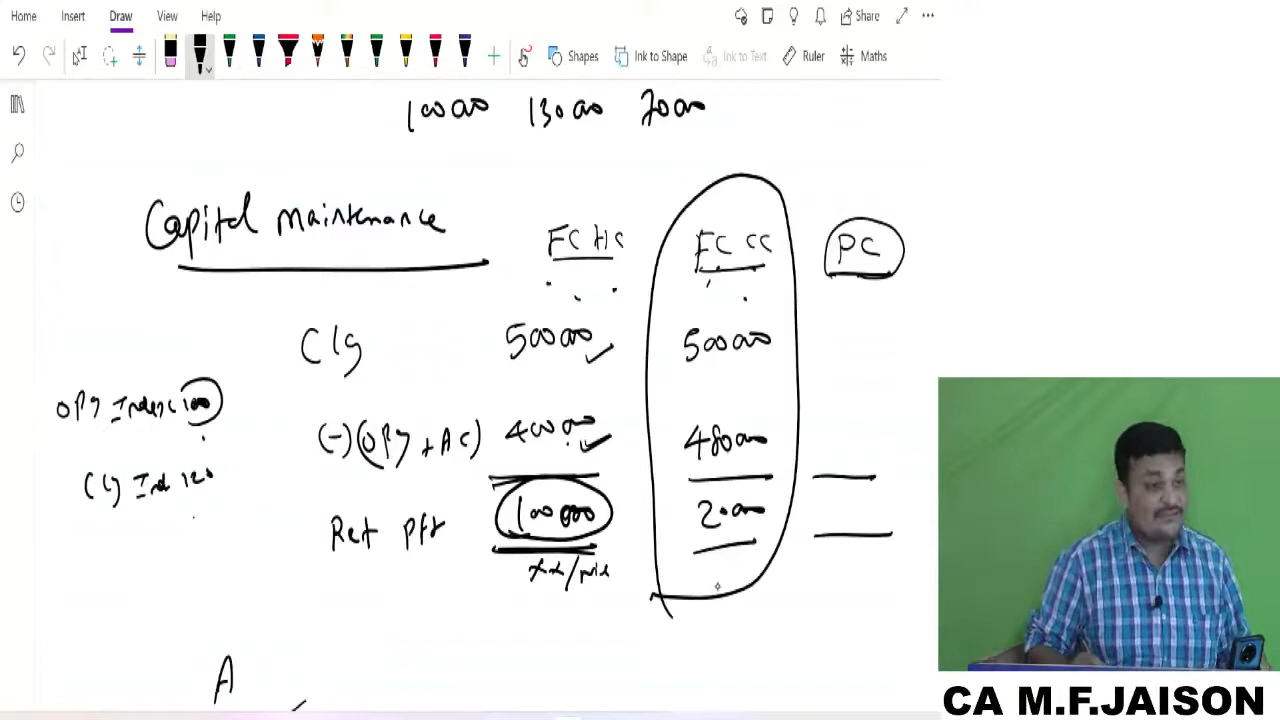 Home Insert Draw View Help Share
Shapes Ink to Shape Ink to Text Ruler Maths
100000 130000 70000
Capital maintenance
FC HC FC CC PC
Clg 500000 500000
OPg Index 100
(-) (OPg + AC) 400000 480000
Clg Ind 120
Ret pft 100000 20000
A
CA M.F.JAISON